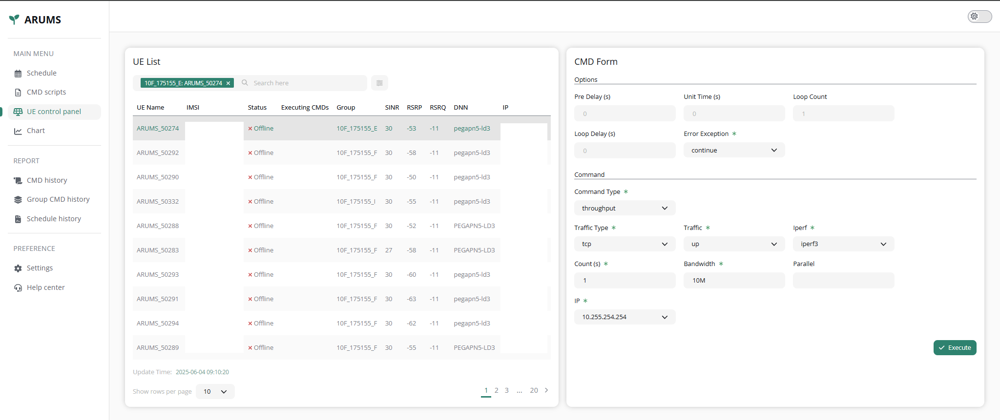 ARUMS
MAIN MENU
Schedule
CMD scripts
UE control panel
Chart
REPORT
CMD history
Group CMD history
Schedule history
PREFERENCE
Settings
Help center
UE List
10F_175155_E: ARUMS_50274 × Search here
UE Name IMSI Status Executing CMDs Group SINR RSRP RSRQ DNN IP
ARUMS_50274 × Offline 10F_175155_E 30 -53 -11 pegapn5-ld3
ARUMS_50292 × Offline 10F_175155_F 30 -58 -11 pegapn5-ld3
ARUMS_50290 × Offline 10F_175155_F 30 -50 -11 pegapn5-ld3
ARUMS_50332 × Offline 10F_175155_I 30 -55 -11 pegapn5-ld3
ARUMS_50288 × Offline 10F_175155_F 30 -52 -11 PEGAPN5-LD3
ARUMS_50283 × Offline 10F_175155_F 27 -58 -11 PEGAPN5-LD3
ARUMS_50293 × Offline 10F_175155_F 30 -60 -11 pegapn5-ld3
ARUMS_50291 × Offline 10F_175155_F 30 -63 -11 pegapn5-ld3
ARUMS_50294 × Offline 10F_175155_F 30 -62 -11 pegapn5-ld3
ARUMS_50289 × Offline 10F_175155_F 30 -55 -11 PEGAPN5-LD3
Update Time: 2025-06-04 09:10:20
Show rows per page 10
1 2 3 ... 20 >
CMD Form
Options
Pre Delay (s) Unit Time (s) Loop Count
0 0 1
Loop Delay (s) Error Exception *
0 continue
Command
Command Type *
throughput
Traffic Type * Traffic * Iperf *
tcp up iperf3
Count (s) * Bandwidth * Parallel
1 10M
IP *
10.255.254.254
Execute